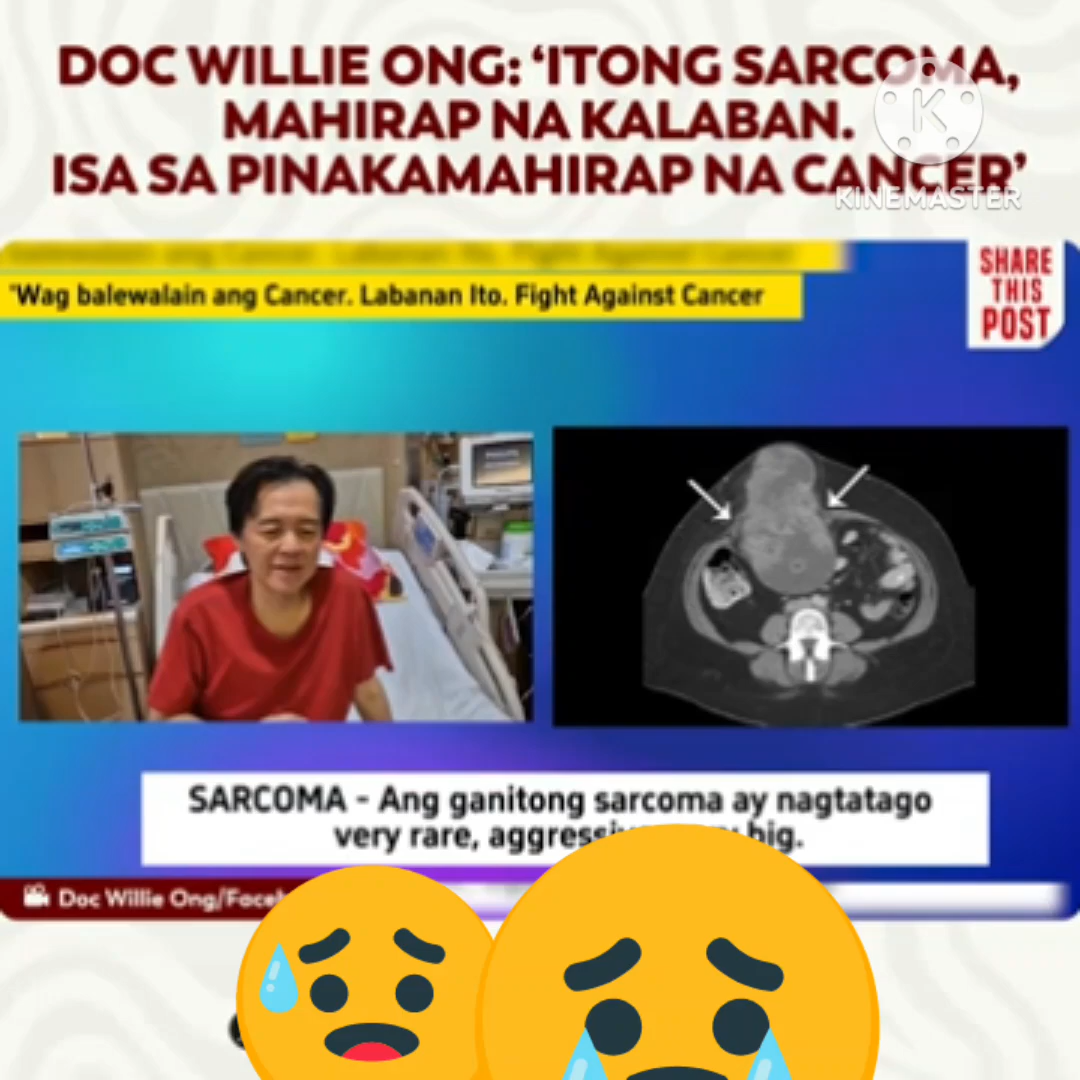 DOC WILLIE ONG: ‘ITONG SARCOMA,
MAHIRAP NA KALABAN.
ISA SA PINAKAMAHIRAP NA CANCER’
K
KINEMASTER
SHARE
THIS
POST
'Wag balewalain ang Cancer. Labanan Ito. Fight Against Cancer
SARCOMA - Ang ganitong sarcoma ay nagtatago
very rare, big.
Doc Willie Ong/